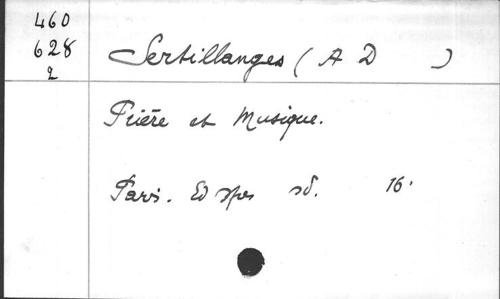 460
628
2
Sertillanges (A D )
Prière et Musique.
Paris. Ed Spes sd. 16°